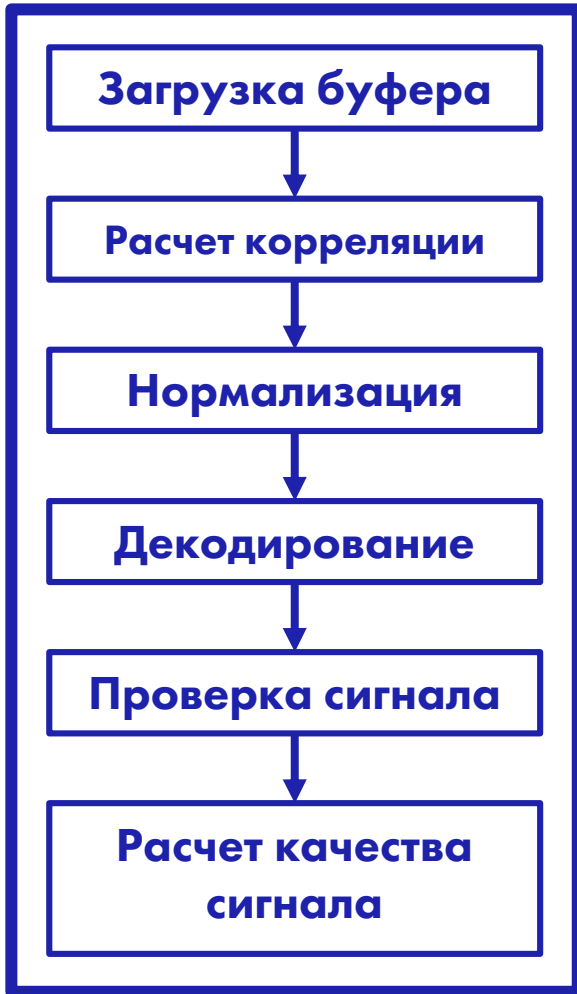 Загрузка буфера
Расчет корреляции
Нормализация
Декодирование
Проверка сигнала
Расчет качества
сигнала